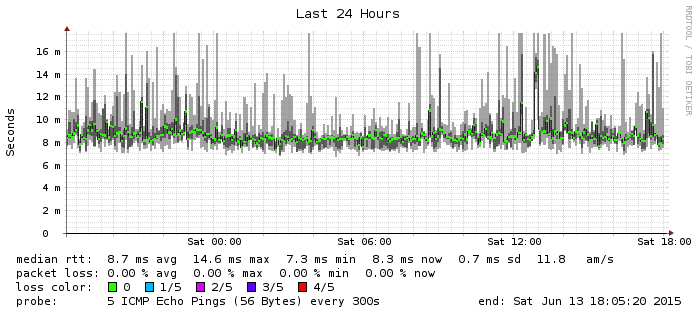 Last 24 Hours
RRDTOOL / TOBI OETIKER
Seconds
16 m
14 m
12 m
10 m
8 m
6 m
4 m
2 m
0
Sat 00:00 Sat 06:00 Sat 12:00 Sat 18:00
median rtt: 8.7 ms avg 14.6 ms max 7.3 ms min 8.3 ms now 0.7 ms sd 11.8 am/s
packet loss: 0.00 % avg 0.00 % max 0.00 % min 0.00 % now
loss color: 0 1/5 2/5 3/5 4/5
probe: 5 ICMP Echo Pings (56 Bytes) every 300s end: Sat Jun 13 18:05:20 2015